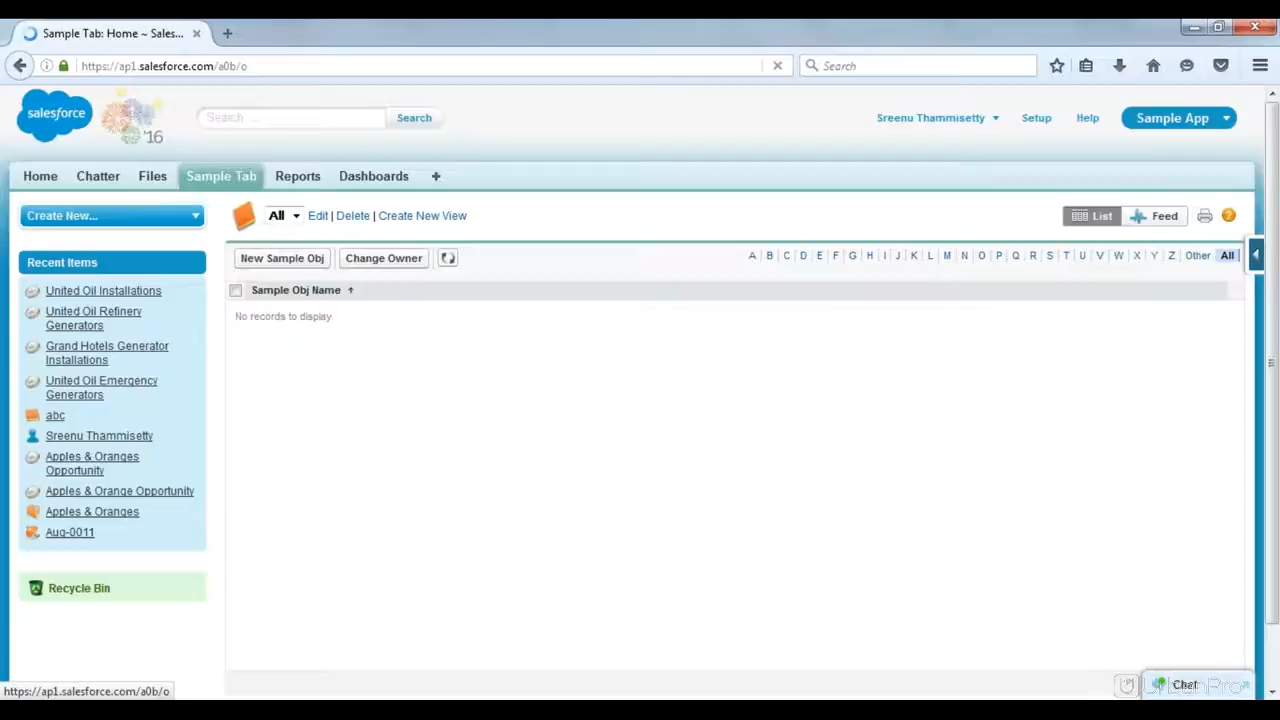 Sample Tab: Home ~ Sales...
https://ap1.salesforce.com/a0b/o
Search
salesforce
'16
Search ...
Search
Sreenu Thammisetty
Setup
Help
Sample App
Home
Chatter
Files
Sample Tab
Reports
Dashboards
+
Create New...
All
Edit | Delete | Create New View
List
Feed
Recent Items
New Sample Obj
Change Owner
A | B | C | D | E | F | G | H | I | J | K | L | M | N | O | P | Q | R | S | T | U | V | W | X | Y | Z | Other | All
Sample Obj Name
No records to display.
United Oil Installations
United Oil Refinery
Generators
Grand Hotels Generator
Installations
United Oil Emergency
Generators
abc
Sreenu Thammisetty
Apples & Oranges
Opportunity
Apples & Orange Opportunity
Apples & Oranges
Aug-0011
Recycle Bin
https://ap1.salesforce.com/a0b/o
Chat
UrbanPro